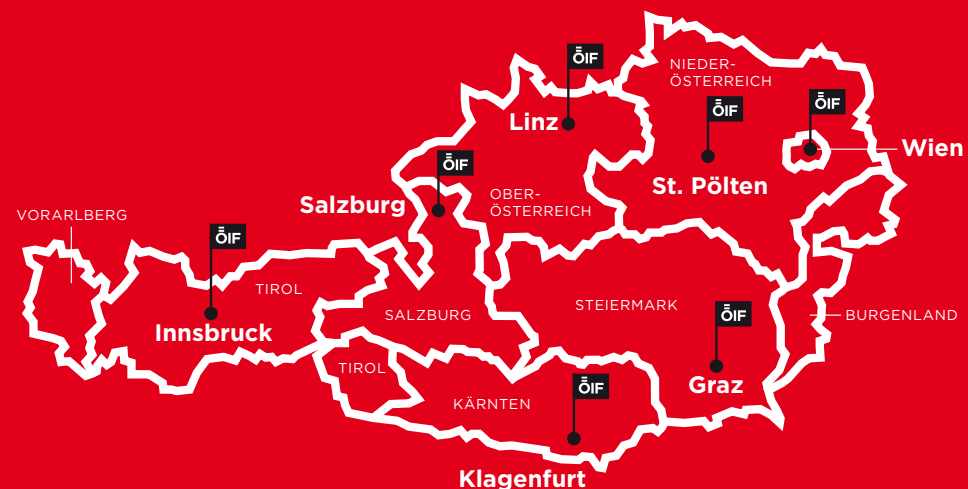 ÖIF
NIEDER-
ÖSTERREICH
ÖIF
ÖIF
Linz
Wien
ÖIF
St. Pölten
OBER-
ÖSTERREICH
Salzburg
VORARLBERG
ÖIF
TIROL
STEIERMARK
ÖIF
SALZBURG
BURGENLAND
Innsbruck
TIROL
Graz
ÖIF
KÄRNTEN
Klagenfurt